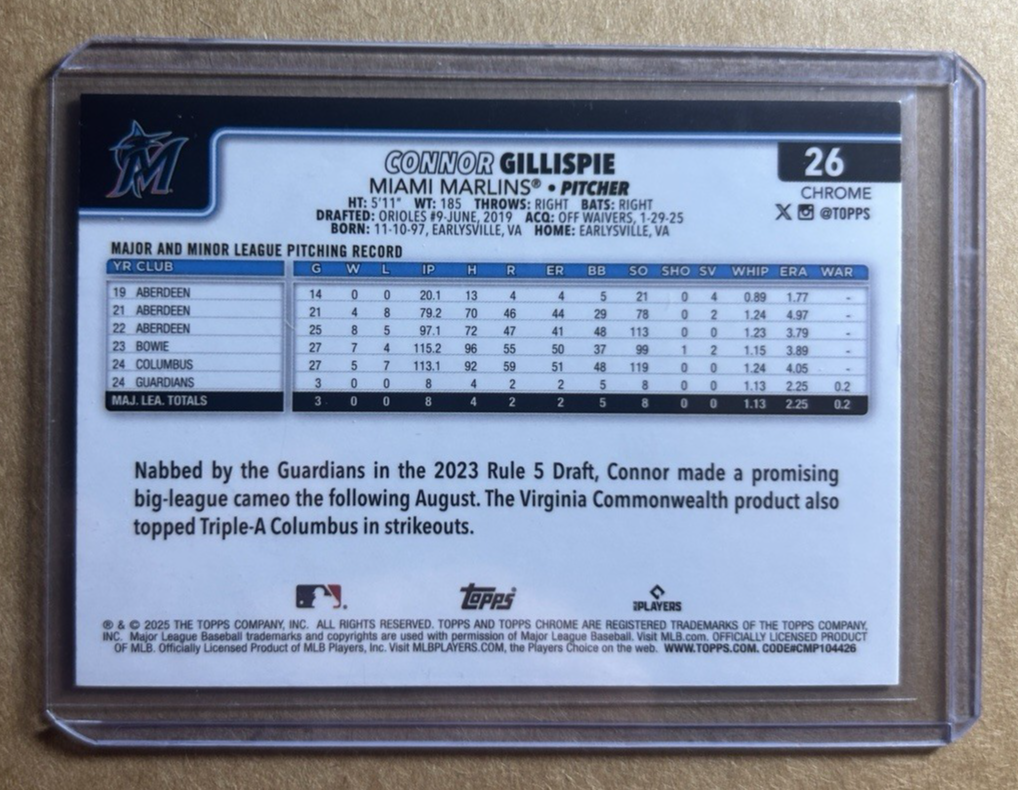 M
CONNOR GILLISPIE
26
MIAMI MARLINS® • PITCHER
CHROME
HT: 5'11" WT: 185 THROWS: RIGHT BATS: RIGHT
DRAFTED: ORIOLES #9-JUNE, 2019 ACQ: OFF WAIVERS, 1-29-25
@TOPPS
BORN: 11-10-97, EARLYSVILLE, VA HOME: EARLYSVILLE, VA
MAJOR AND MINOR LEAGUE PITCHING RECORD
YR CLUB G W L IP H R ER BB SO SHO SV WHIP ERA WAR
19 ABERDEEN 14 0 0 20.1 13 4 4 5 21 0 4 0.89 1.77 -
21 ABERDEEN 21 4 8 79.2 70 46 44 29 78 0 2 1.24 4.97 -
22 ABERDEEN 25 8 5 97.1 72 47 41 48 113 0 0 1.23 3.79 -
23 BOWIE 27 7 4 115.2 96 55 50 37 99 1 2 1.15 3.89 -
24 COLUMBUS 27 5 7 113.1 92 59 51 48 119 0 0 1.24 4.05 -
24 GUARDIANS 3 0 0 8 4 2 2 5 8 0 0 1.13 2.25 0.2
MAJ. LEA. TOTALS 3 0 0 8 4 2 2 5 8 0 0 1.13 2.25 0.2
Nabbed by the Guardians in the 2023 Rule 5 Draft, Connor made a promising
big-league cameo the following August. The Virginia Commonwealth product also
topped Triple-A Columbus in strikeouts.
Topps
MLBPLAYERS
® & © 2025 THE TOPPS COMPANY, INC. ALL RIGHTS RESERVED. TOPPS AND TOPPS CHROME ARE REGISTERED TRADEMARKS OF THE TOPPS COMPANY,
INC. Major League Baseball trademarks and copyrights are used with permission of Major League Baseball. Visit MLB.com. OFFICIALLY LICENSED PRODUCT
OF MLB. Officially Licensed Product of MLB Players, Inc. Visit MLBPLAYERS.COM, the Players Choice on the web. WWW.TOPPS.COM. CODE#CMP104426